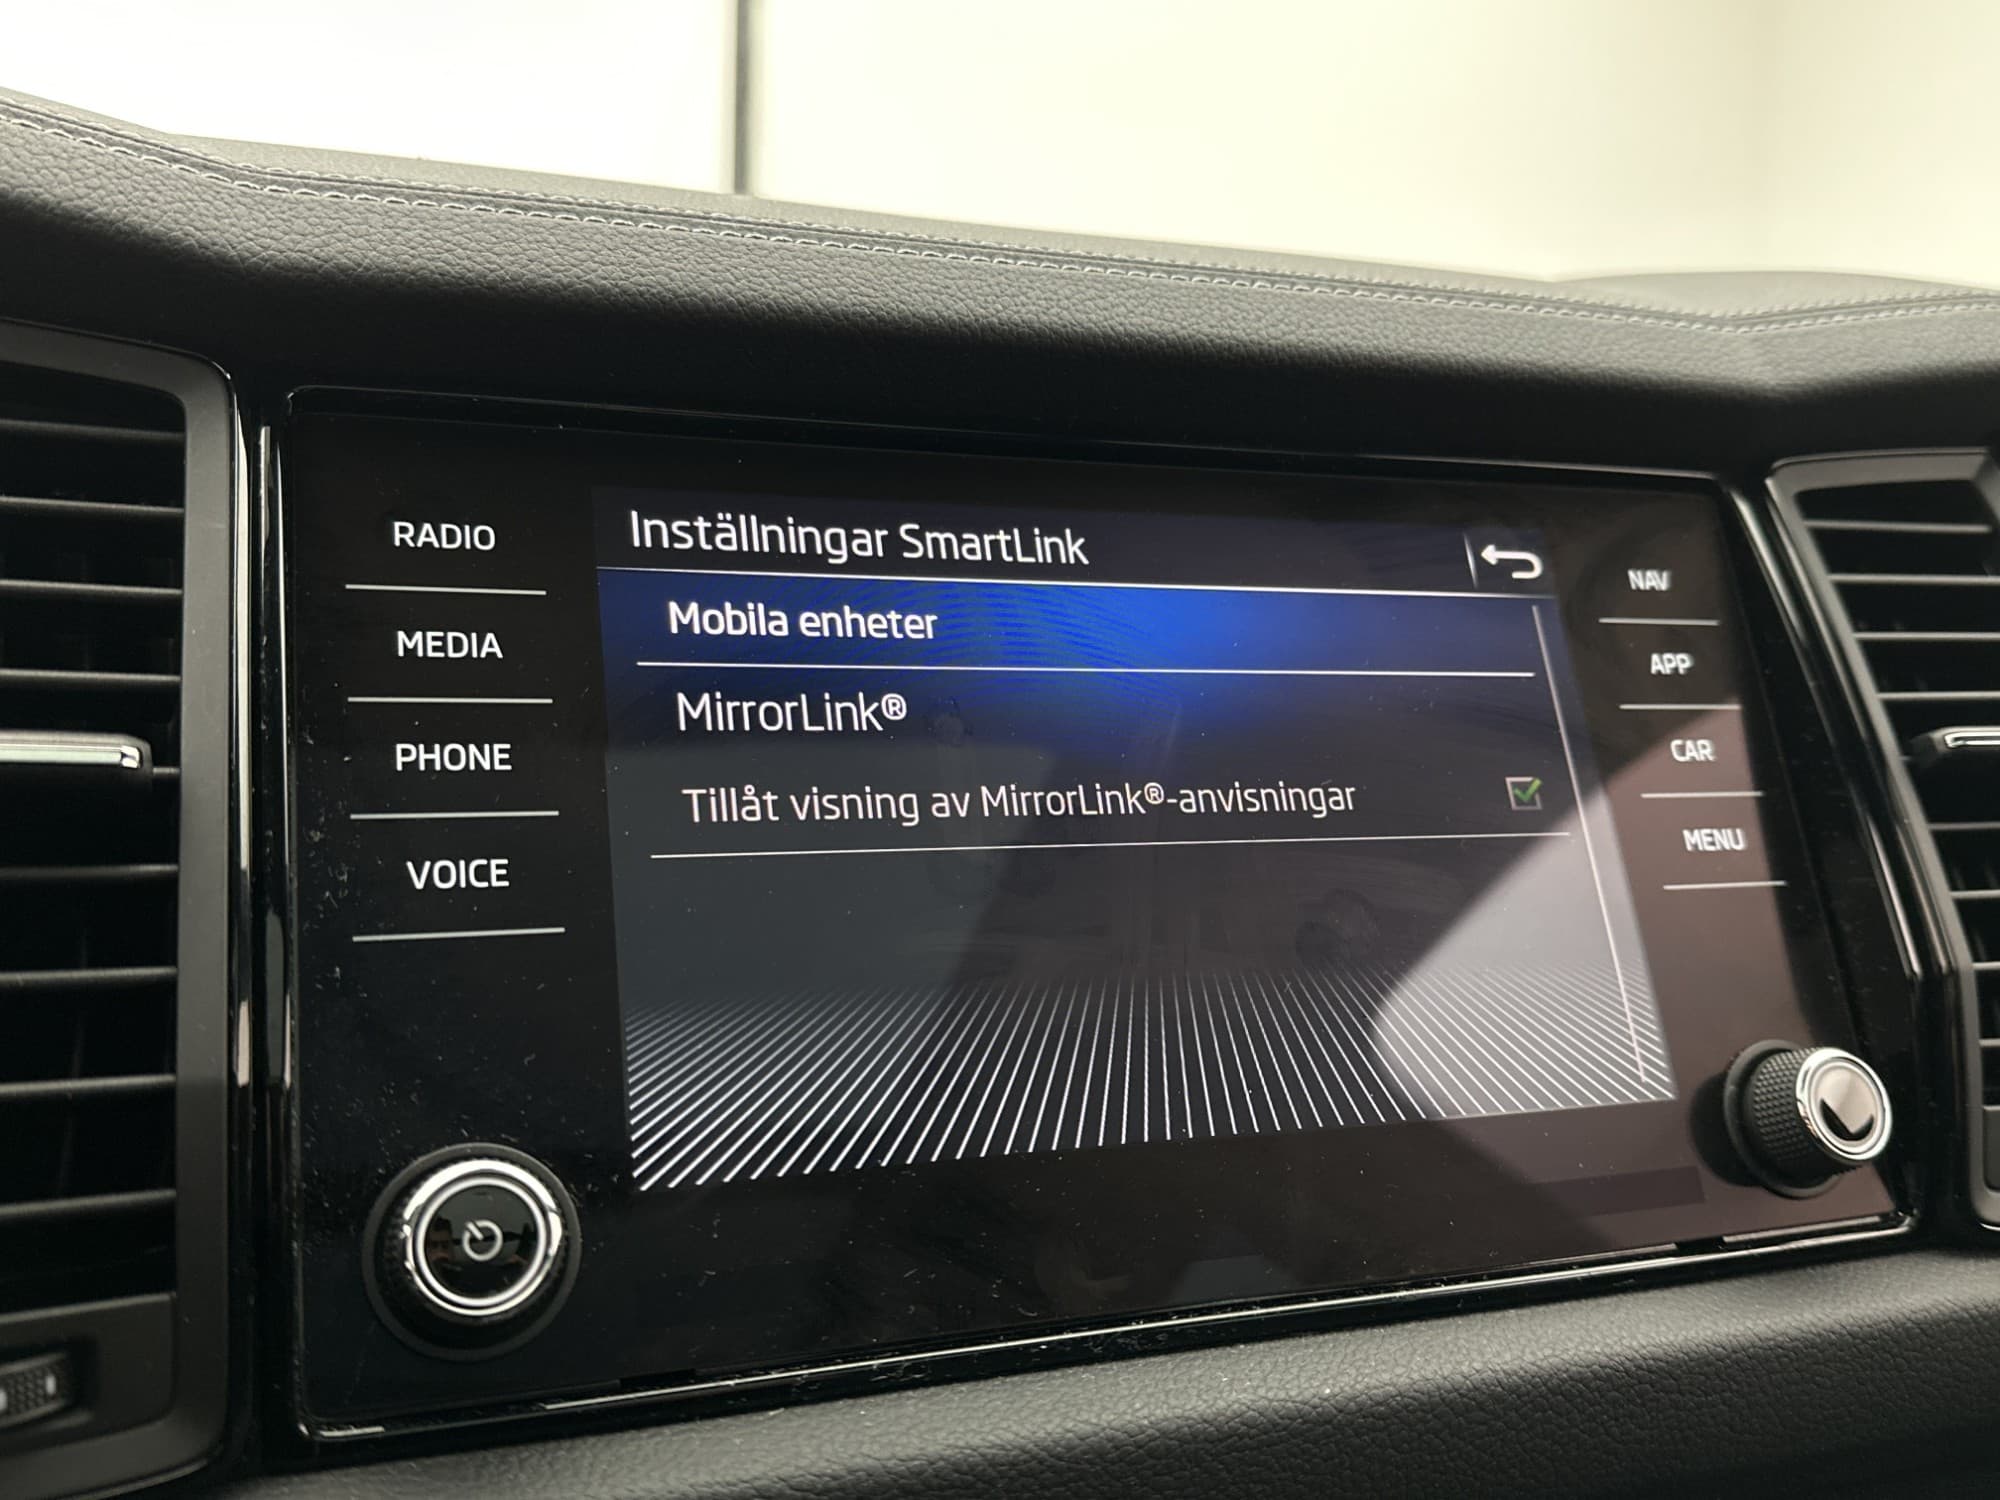 RADIO
MEDIA
PHONE
VOICE
Inställningar SmartLink
Mobila enheter
MirrorLink®
Tillåt visning av MirrorLink®-anvisningar
NAV
APP
CAR
MENU